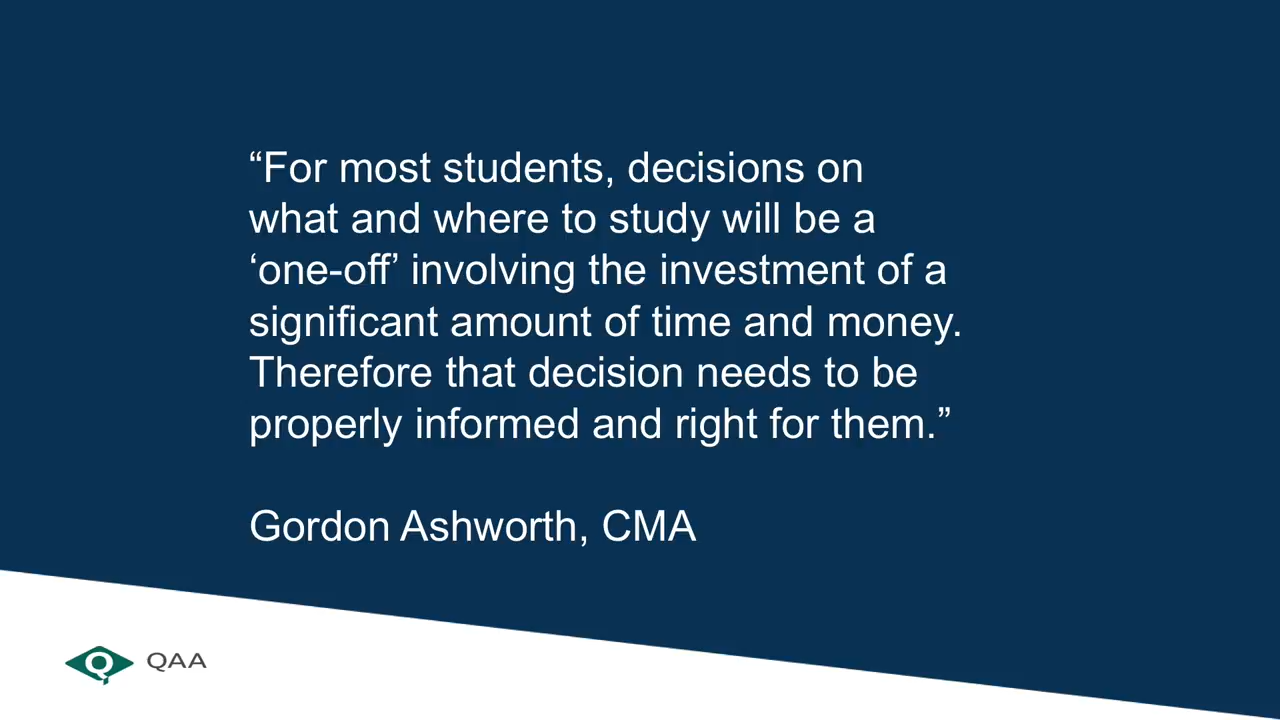 “For most students, decisions on
what and where to study will be a
‘one-off’ involving the investment of a
significant amount of time and money.
Therefore that decision needs to be
properly informed and right for them.”
Gordon Ashworth, CMA
QAA